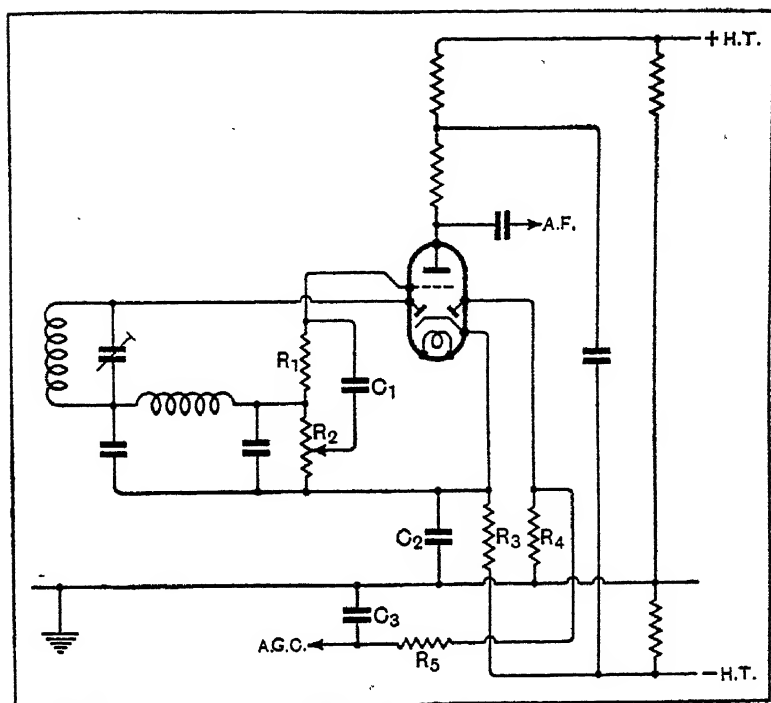 + H.T.
A.F.
R1
C1
R2
C2
R3
R4
C3
A.G.C.
R5
− H.T.